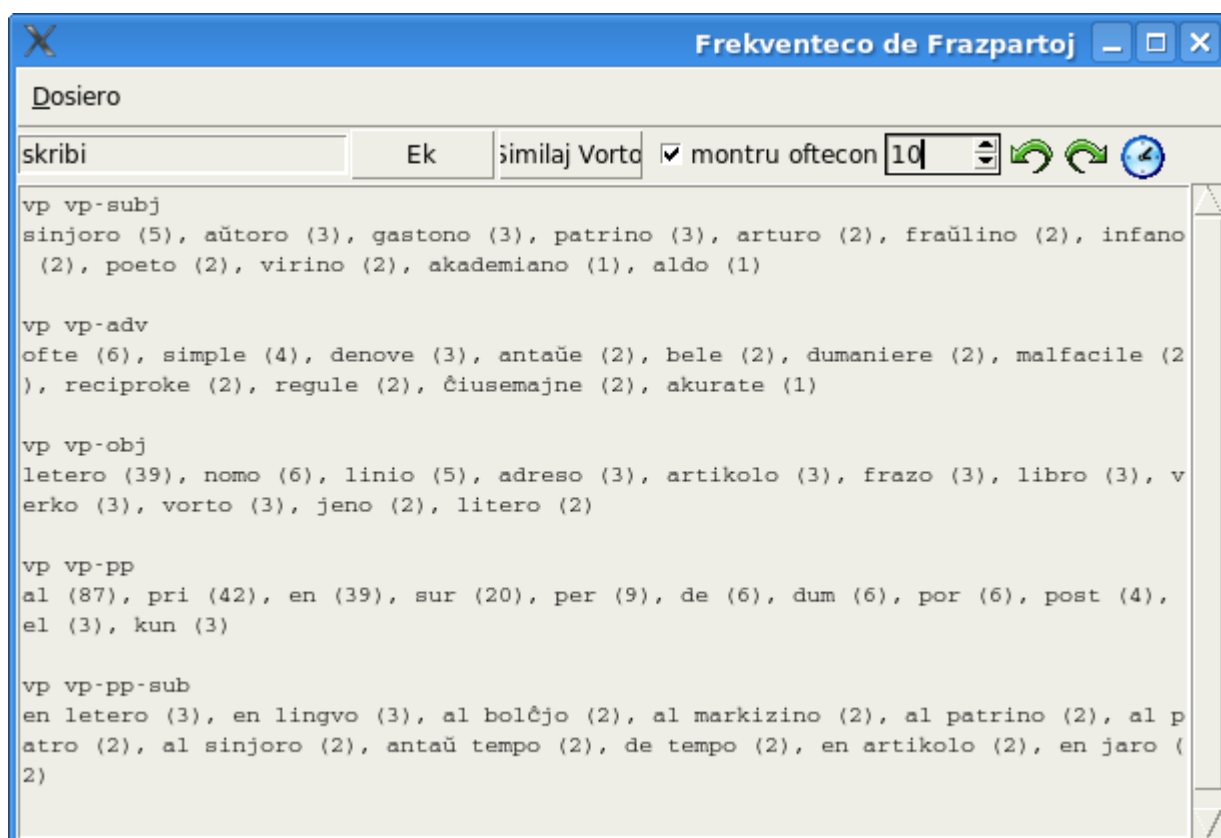 Frekventeco de Frazpartoj
Dosiero
skribi Ek Similaj Vorto montru oftecon 10
vp vp-subj
sinjoro (5), aŭtoro (3), gastono (3), patrino (3), arturo (2), fraŭlino (2), infano
(2), poeto (2), virino (2), akademiano (1), aldo (1)
vp vp-adv
ofte (6), simple (4), denove (3), antaŭe (2), bele (2), dumaniere (2), malfacile (2
), reciproke (2), regule (2), ĉiusemajne (2), akurate (1)
vp vp-obj
letero (39), nomo (6), linio (5), adreso (3), artikolo (3), frazo (3), libro (3), v
erko (3), vorto (3), jeno (2), litero (2)
vp vp-pp
al (87), pri (42), en (39), sur (20), per (9), de (6), dum (6), por (6), post (4),
el (3), kun (3)
vp vp-pp-sub
en letero (3), en lingvo (3), al bolĉjo (2), al markizino (2), al patrino (2), al p
atro (2), al sinjoro (2), antaŭ tempo (2), de tempo (2), en artikolo (2), en jaro (
2)